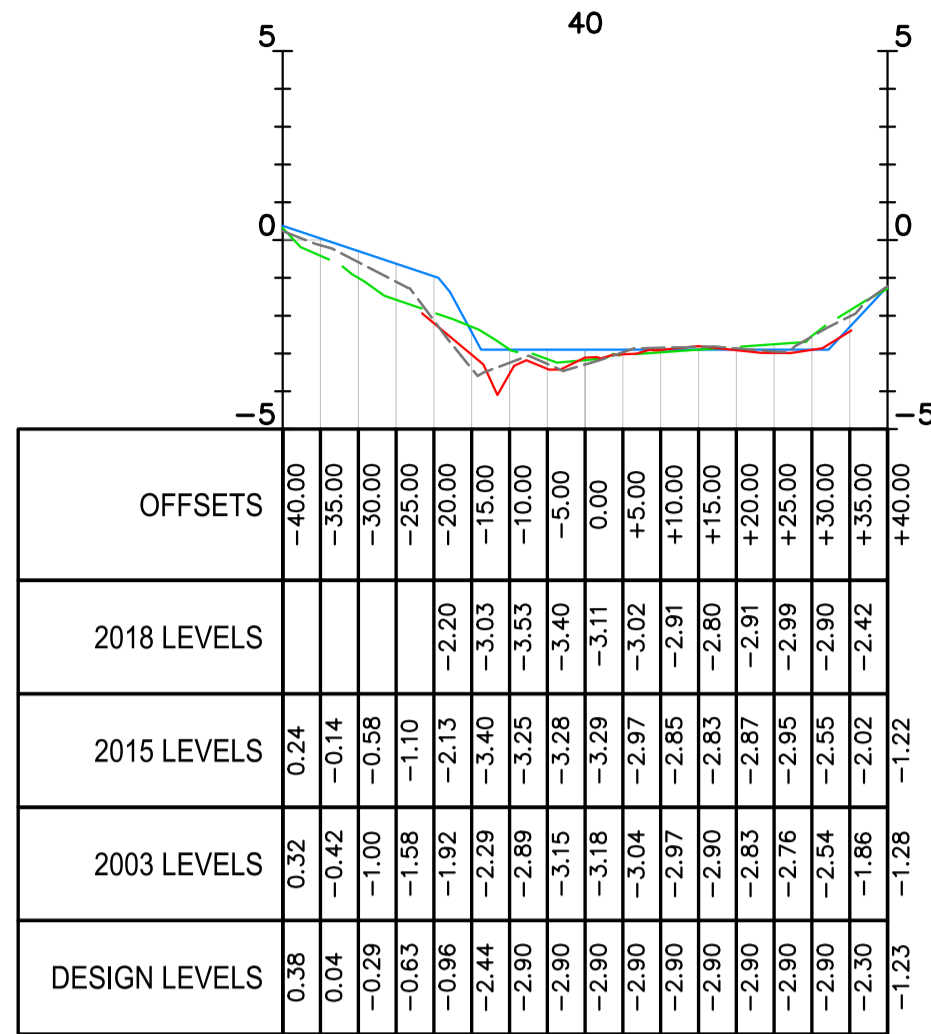 40
5 5
0 0
−5 −5
OFFSETS −40.00 −35.00 −30.00 −25.00 −20.00 −15.00 −10.00 −5.00 0.00 +5.00 +10.00 +15.00 +20.00 +25.00 +30.00 +35.00 +40.00
2018 LEVELS −2.20 −3.03 −3.53 −3.40 −3.11 −3.02 −2.91 −2.80 −2.91 −2.99 −2.90 −2.42
2015 LEVELS 0.24 −0.14 −0.58 −1.10 −2.13 −3.40 −3.25 −3.28 −3.29 −2.97 −2.85 −2.83 −2.87 −2.95 −2.55 −2.02 −1.22
2003 LEVELS 0.32 −0.42 −1.00 −1.58 −1.92 −2.29 −2.89 −3.15 −3.18 −3.04 −2.97 −2.90 −2.83 −2.76 −2.54 −1.86 −1.28
DESIGN LEVELS 0.38 0.04 −0.29 −0.63 −0.96 −2.44 −2.90 −2.90 −2.90 −2.90 −2.90 −2.90 −2.90 −2.90 −2.90 −2.30 −1.23